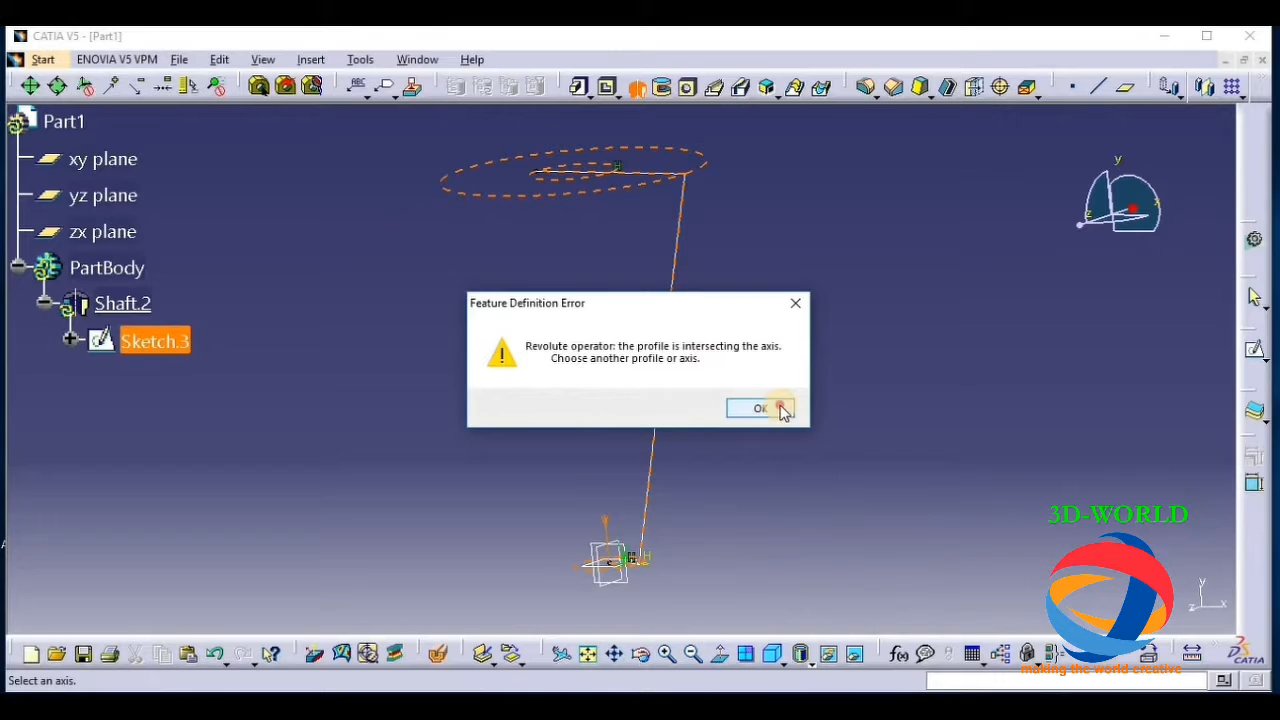 CATIA V5 - [Part1]
Start ENOVIA V5 VPM File Edit View Insert Tools Window Help
Part1
xy plane
yz plane
zx plane
PartBody
Shaft.2
Sketch.3
y
x
z
H
Feature Definition Error
Revolute operator: the profile is intersecting the axis.
Choose another profile or axis.
OK
3D-WORLD
V
H
H
y
z x
f(x)
CATIA
making the world creative
Select an axis.